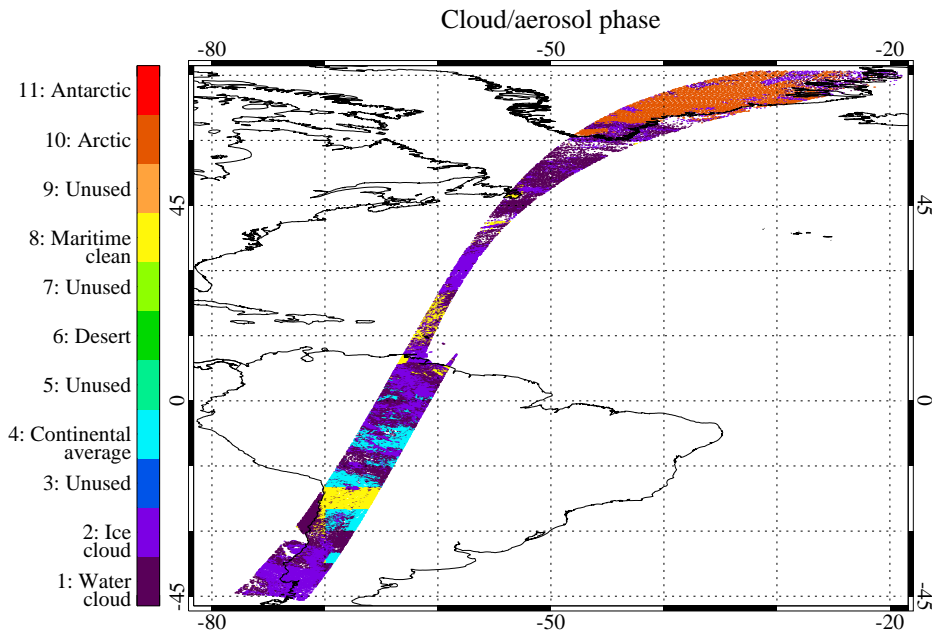 Cloud/aerosol phase
-80
-50
-20
11: Antarctic
10: Arctic
9: Unused
8: Maritime
clean
7: Unused
6: Desert
5: Unused
4: Continental
average
3: Unused
2: Ice
cloud
1: Water
cloud
45
45
0
0
-45
-45
-80
-50
-20